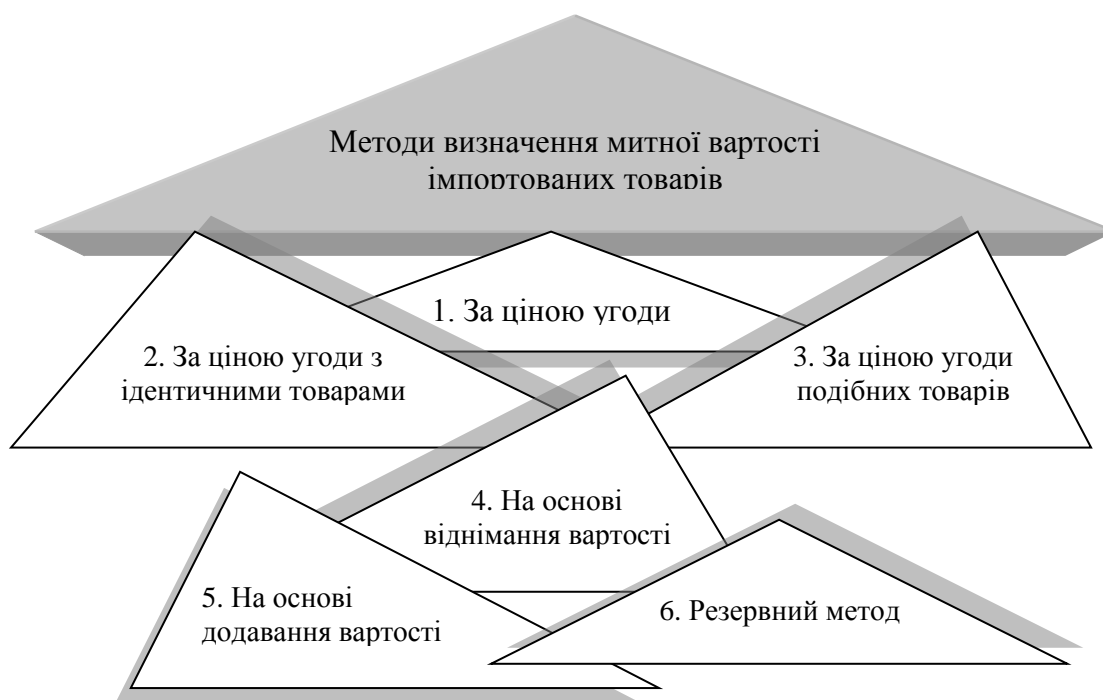 Методи визначення митної вартості
імпортованих товарів
1. За ціною угоди
2. За ціною угоди з
ідентичними товарами
3. За ціною угоди
подібних товарів
4. На основі
віднімання вартості
5. На основі
додавання вартості
6. Резервний метод